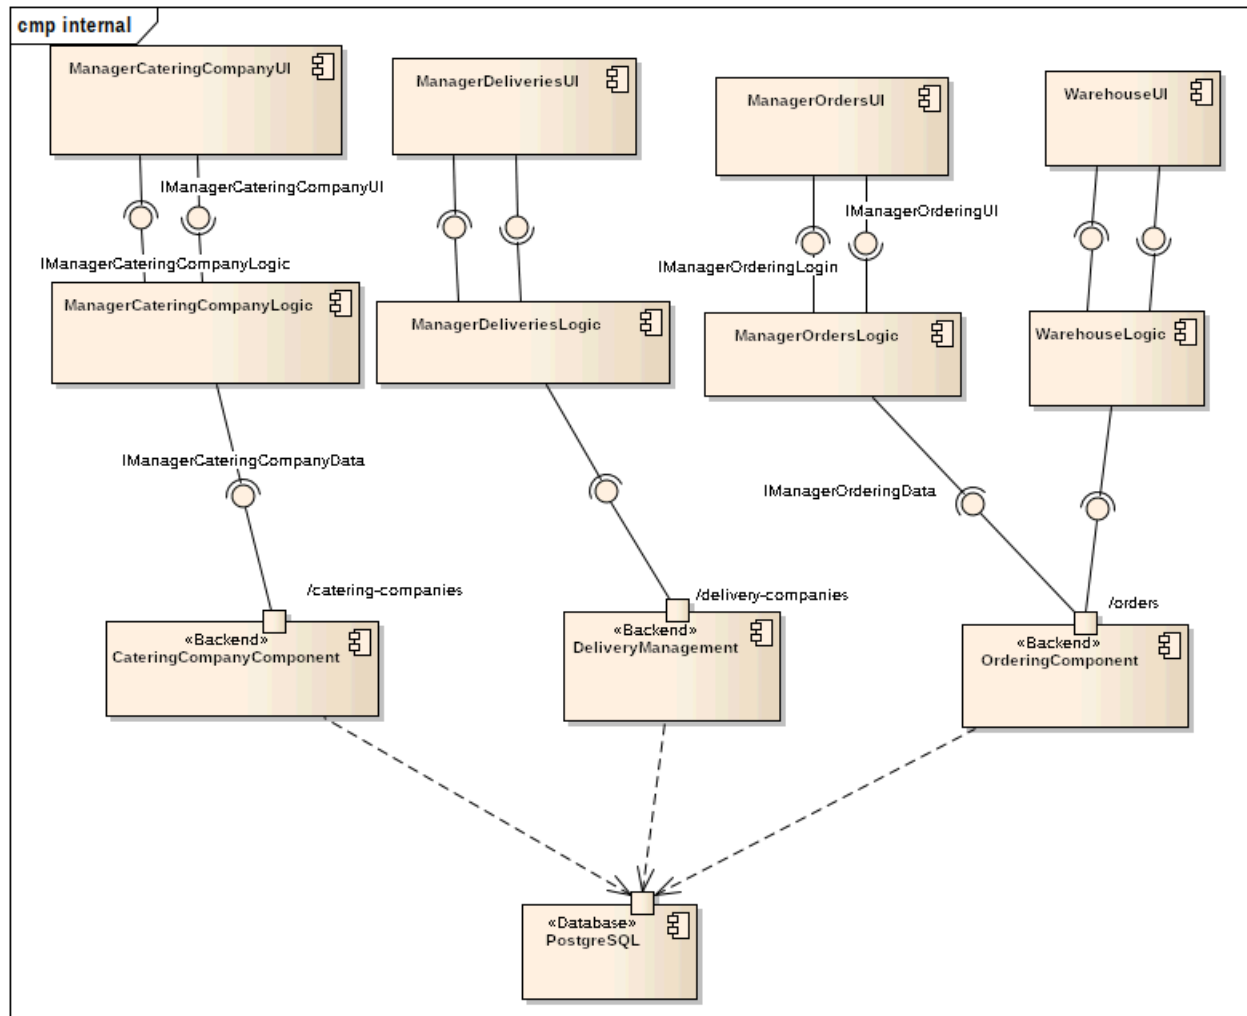 cmp internal
ManagerCateringCompanyUI
ManagerDeliveriesUI
ManagerOrdersUI
WarehouseUI
IManagerCateringCompanyUI
IManagerOrderingUI
IManagerCateringCompanyLogic
IManagerOrderingLogin
ManagerCateringCompanyLogic
ManagerDeliveriesLogic
ManagerOrdersLogic
WarehouseLogic
IManagerCateringCompanyData
IManagerOrderingData
/catering-companies
/delivery-companies
/orders
«Backend»
CateringCompanyComponent
«Backend»
DeliveryManagement
«Backend»
OrderingComponent
«Database»
PostgreSQL